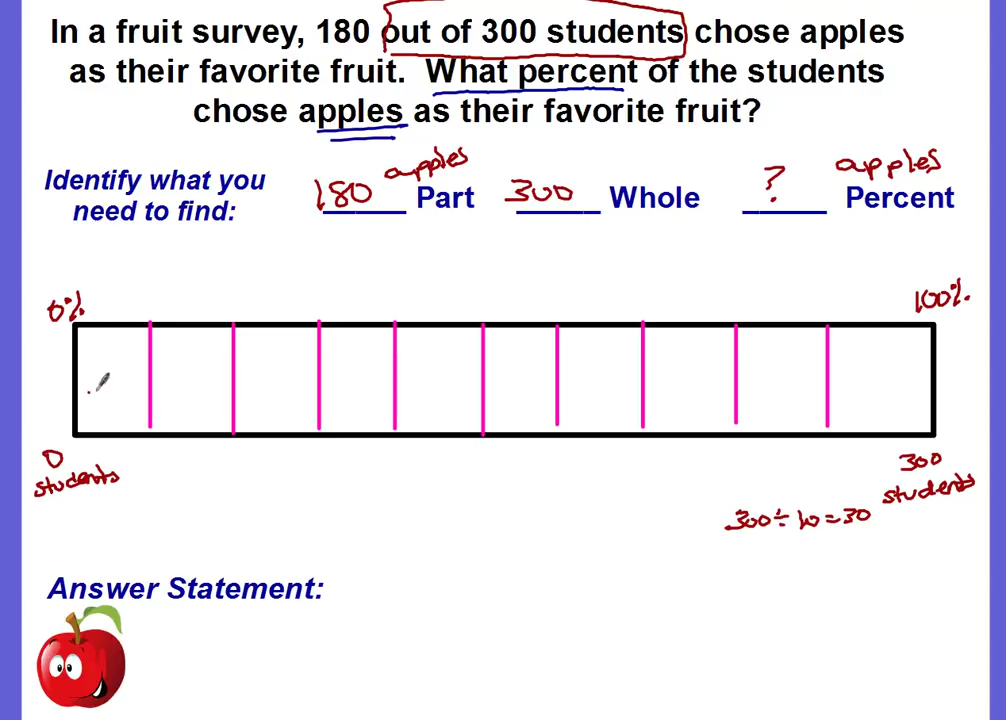 In a fruit survey, 180 out of 300 students chose apples
as their favorite fruit. What percent of the students
chose apples as their favorite fruit?
Identify what you
need to find:
180 Part apples
300 Whole
? Percent apples
0%
100%
0
students
300
students
300÷10=30
Answer Statement: